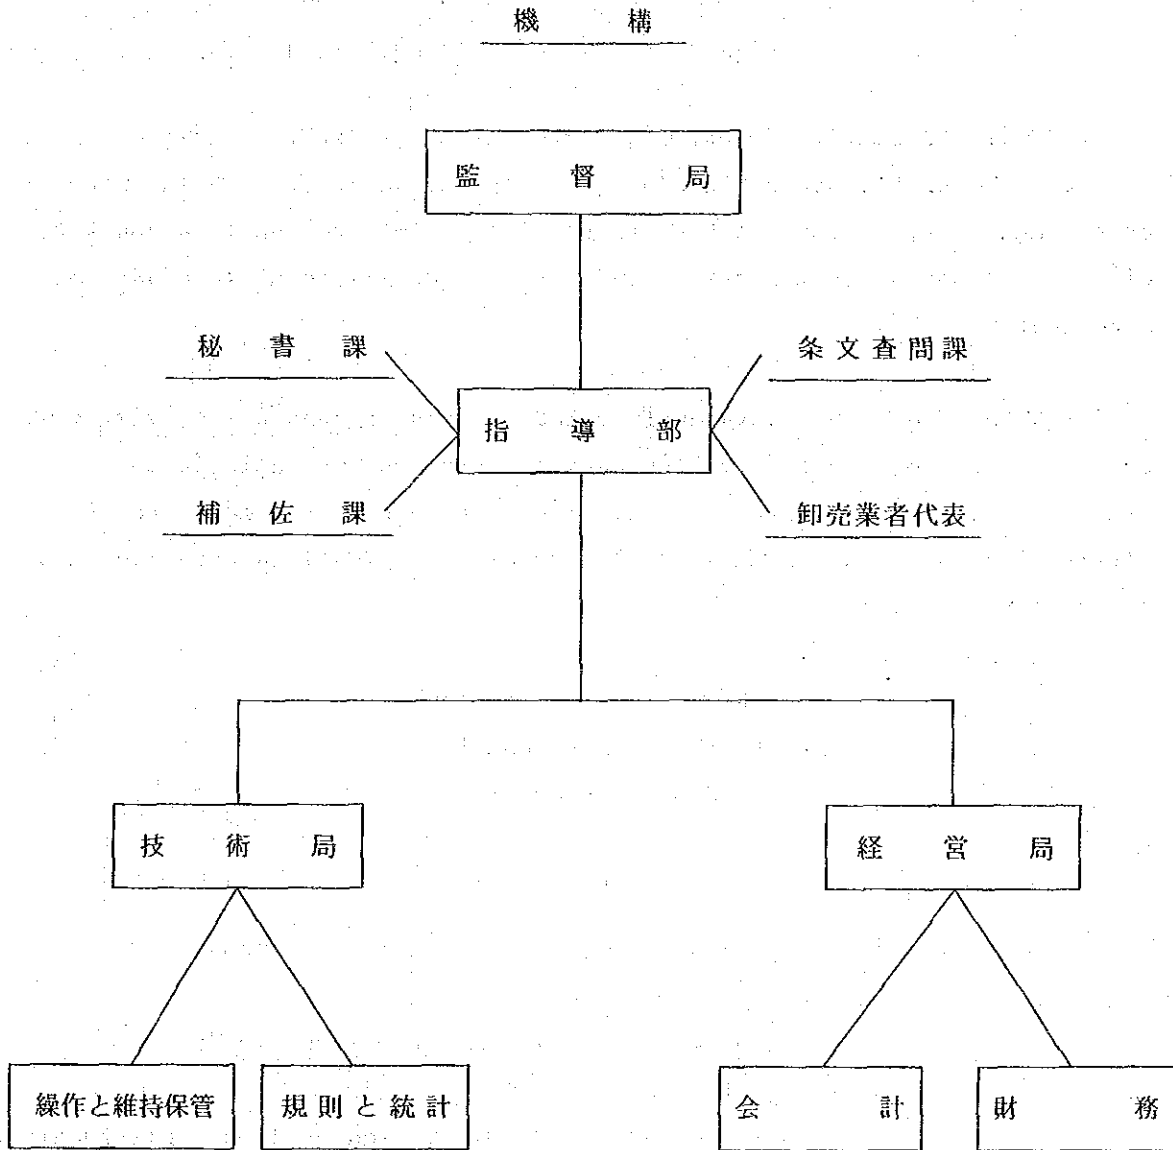 機構
監督局
秘書課
条文査問課
指導部
補佐課
卸売業者代表
技術局
経営局
繰作と維持保管
規則と統計
会計
財務